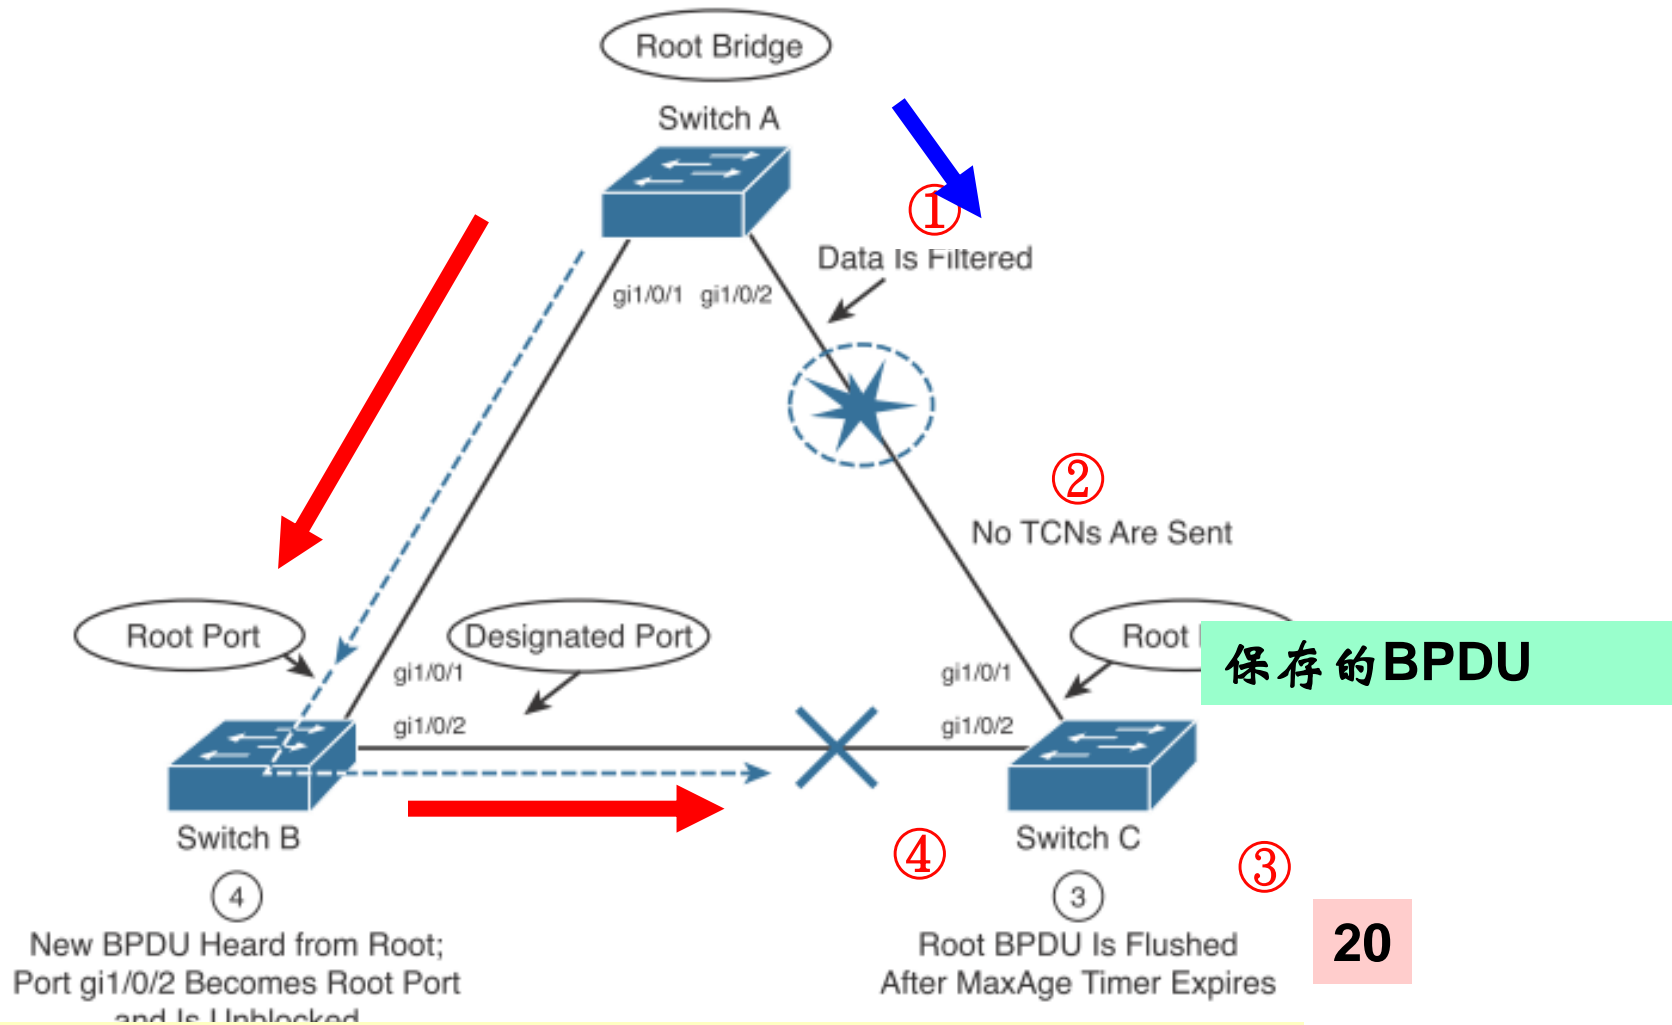 Root Bridge
Switch A
①
Data Is Filtered
gi1/0/1 gi1/0/2
②
No TCNs Are Sent
Root Port
Designated Port
Root
保存的BPDU
gi1/0/1
gi1/0/1
gi1/0/2
gi1/0/2
Switch B
Switch C
④
③
4
3
New BPDU Heard from Root;
Port gi1/0/2 Becomes Root Port
and Is Unblocked
Root BPDU Is Flushed
After MaxAge Timer Expires
20